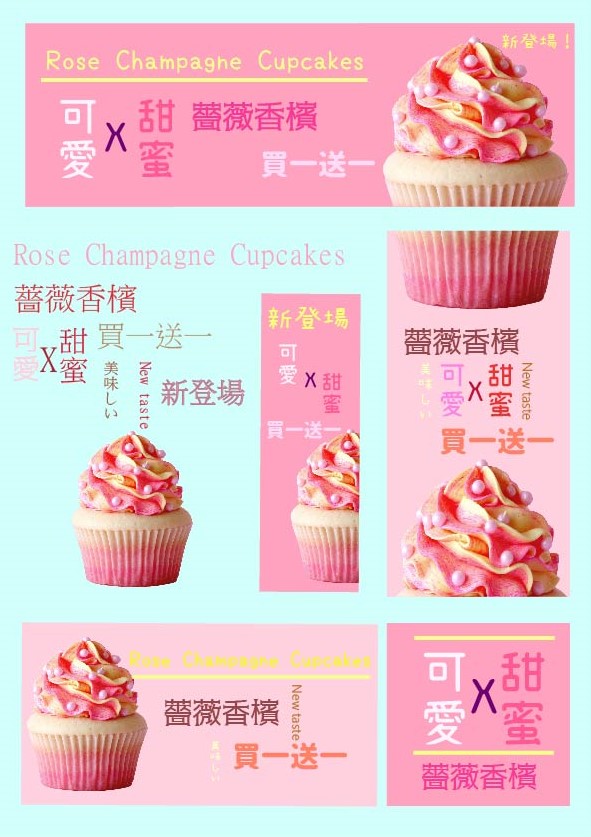 新登場！
Rose Champagne Cupcakes
可愛
X
甜蜜
薔薇香檳
買一送一
Rose Champagne Cupcakes
薔薇香檳
可愛
X
甜蜜
買一送一
美味しい
New taste
新登場
新登場
可愛
X
甜蜜
買一送一
薔薇香檳
美味しい
可愛
X
甜蜜
New taste
買一送一
Rose Champagne Cupcakes
薔薇香檳
New taste
美味しい
買一送一
可愛
X
甜蜜
薔薇香檳